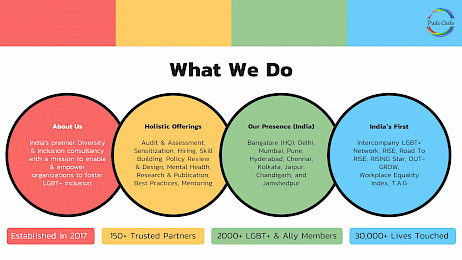 Pride Circle
What We Do
About Us
India's premier Diversity
& Inclusion consultancy
with a mission to enable
& empower
organizations to foster
LGBT+ Inclusion
Holistic Offerings
Audit & Assessment,
Sensitization, Hiring, Skill
Building, Policy Review
& Design, Mental Health,
Research & Publication,
Best Practices, Mentoring
Our Presence (India)
Bangalore (HQ), Delhi,
Mumbai, Pune,
Hyderabad, Chennai,
Kolkata, Jaipur,
Chandigarh, and
Jamshedpur
India's First
Intercompany LGBT+
Network, RISE, Road To
RISE, RISING Star, OUT-
GROW,
Workplace Equality
Index, T.A.G
Established in 2017
150+ Trusted Partners
2000+ LGBT+ & Ally Members
30,000+ Lives Touched